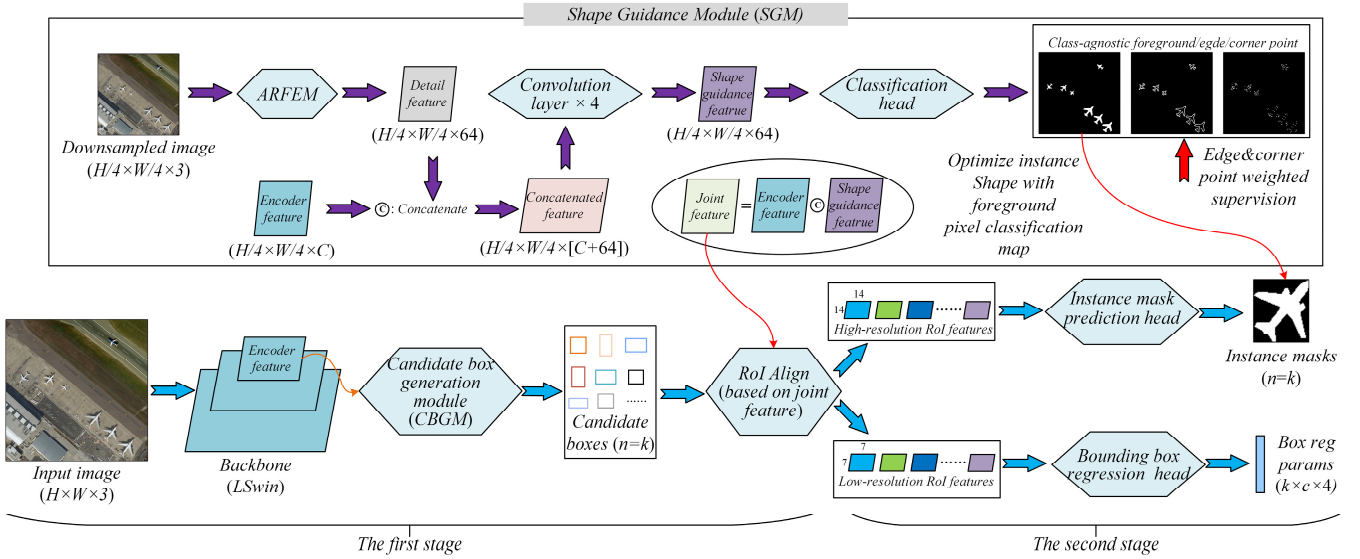 Shape Guidance Module (SGM)
Class-agnostic foreground/egde/corner point
ARFEM
Detail
feature
Convolution
layer × 4
Shape
guidance
featrue
Classification
head
Downsampled image
(H/4×W/4×3)
(H/4×W/4×64)
(H/4×W/4×64)
Optimize instance
Shape with
foreground
pixel classification
map
Edge&corner
point weighted
supervision
Encoder
feature
(H/4×W/4×C)
C : Concatenate
Concatenated
feature
(H/4×W/4×[C+64])
Joint
feature
=
Encoder
feature
C
Shape
guidance
featrue
Input image
(H×W×3)
Encoder
feature
Backbone
(LSwin)
Candidate box
generation
module
(CBGM)
......
Candidate
boxes (n=k)
RoI Align
(based on joint
feature)
14
14
......
High-resolution RoI features
Instance mask
prediction head
Instance masks
(n=k)
7
7
......
Low-resolution RoI features
Bounding box
regression head
Box reg
params
(k×c×4)
The first stage
The second stage